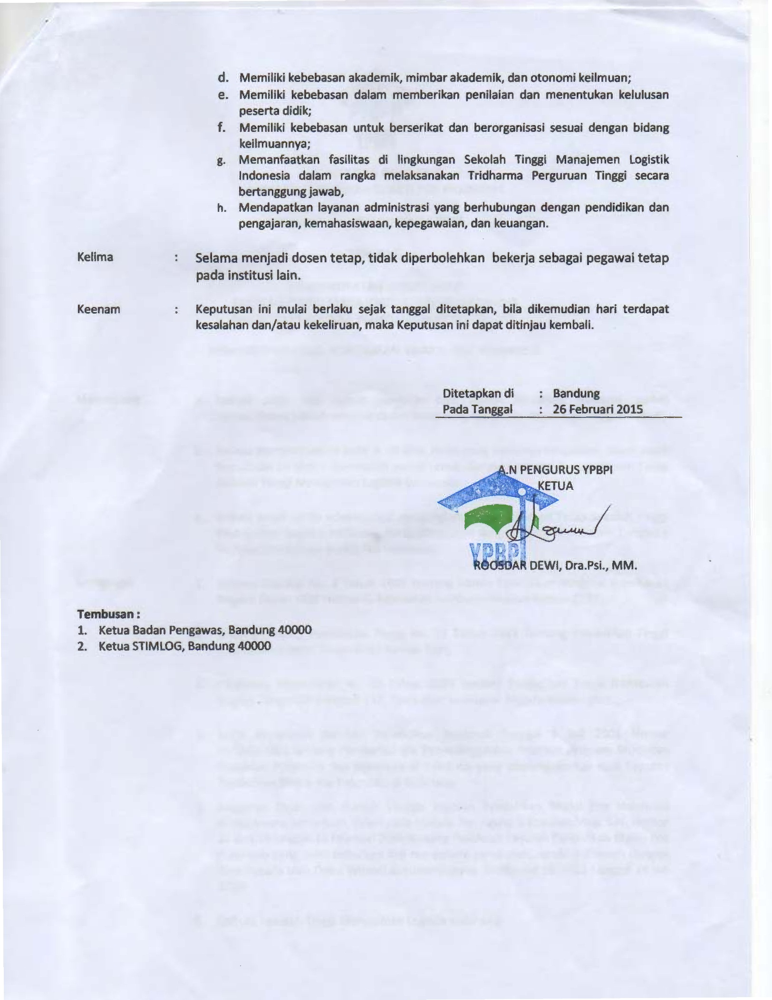 d. Memiliki kebebasan akademik, mimbar akademik, dan otonomi keilmuan;
e. Memiliki kebebasan dalam memberikan penilaian dan menentukan kelulusan
peserta didik;
f. Memiliki kebebasan untuk berserikat dan berorganisasi sesuai dengan bidang
keilmuannya;
g. Memanfaatkan fasilitas di lingkungan Sekolah Tinggi Manajemen Logistik
Indonesia dalam rangka melaksanakan Tridharma Perguruan Tinggi secara
bertanggung jawab,
h. Mendapatkan layanan administrasi yang berhubungan dengan pendidikan dan
pengajaran, kemahasiswaan, kepegawaian, dan keuangan.
Kelima : Selama menjadi dosen tetap, tidak diperbolehkan bekerja sebagai pegawai tetap
pada institusi lain.
Keenam : Keputusan ini mulai berlaku sejak tanggal ditetapkan, bila dikemudian hari terdapat
kesalahan dan/atau kekeliruan, maka Keputusan ini dapat ditinjau kembali.
Ditetapkan di : Bandung
Pada Tanggal : 26 Februari 2015
A.N PENGURUS YPBPI
KETUA
YPBPI
ROOSDAR DEWI, Dra.Psi., MM.
Tembusan :
1. Ketua Badan Pengawas, Bandung 40000
2. Ketua STIMLOG, Bandung 40000